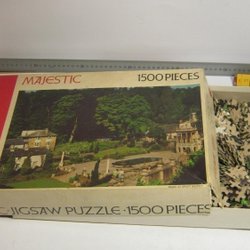 MAJESTIC
1500 PIECES
JIGSAW PUZZLE · 1500 PIECES